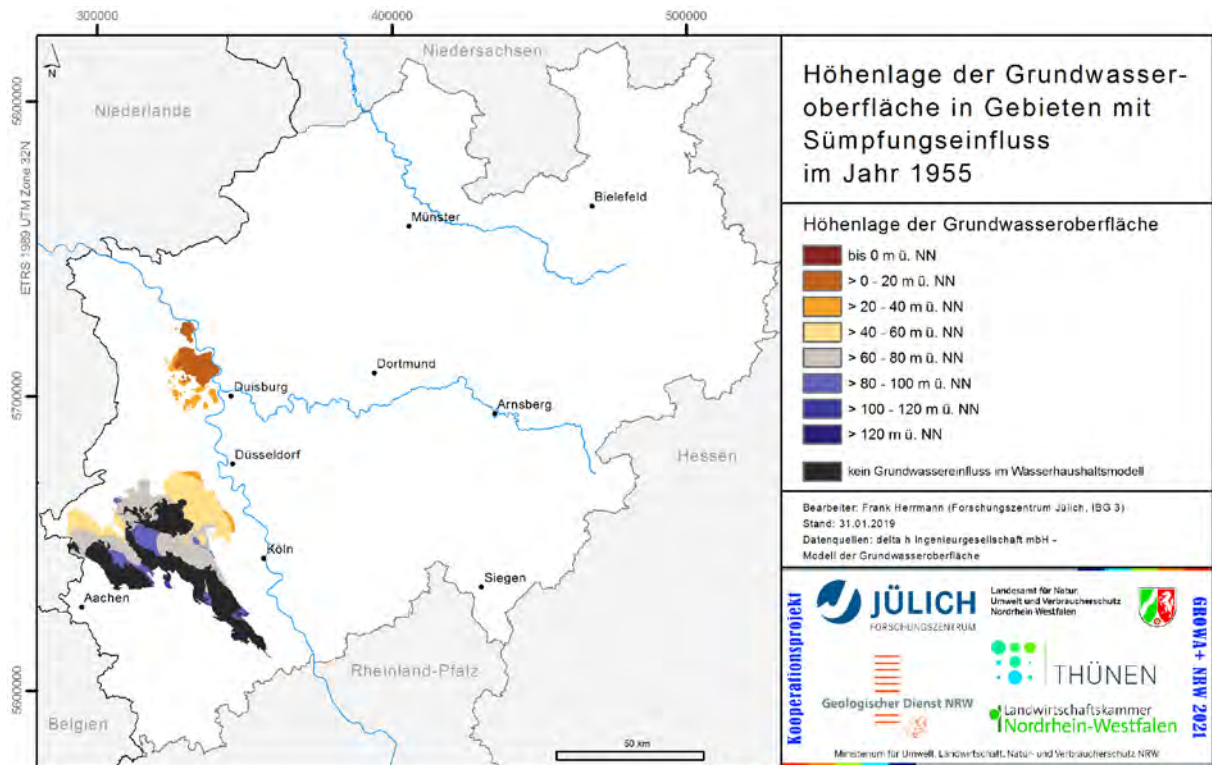 300000
400000
500000
5800000
5700000
5600000
ETRS 1989 UTM Zone 32N
N
Niedersachsen
Niederlande
Bielefeld
Münster
Dortmund
Duisburg
Arnsberg
Düsseldorf
Hessen
Köln
Siegen
Aachen
Rheinland-Pfalz
Belgien
50 km
Höhenlage der Grundwasser-
oberfläche in Gebieten mit
Sümpfungseinfluss
im Jahr 1955
Höhenlage der Grundwasseroberfläche
bis 0 m ü. NN
> 0 - 20 m ü. NN
> 20 - 40 m ü. NN
> 40 - 60 m ü. NN
> 60 - 80 m ü. NN
> 80 - 100 m ü. NN
> 100 - 120 m ü. NN
> 120 m ü. NN
kein Grundwassereinfluss im Wasserhaushaltsmodell
Bearbeiter: Frank Herrmann (Forschungszentrum Jülich, IBG 3)
Stand: 31.01.2019
Datenquellen: delta h Ingenieurgesellschaft mbH –
Modell der Grundwasseroberfläche
Kooperationsprojekt
JÜLICH
FORSCHUNGSZENTRUM
Landesamt für Natur,
Umwelt und Verbraucherschutz
Nordrhein-Westfalen
GROWA+ NRW 2021
THÜNEN
Geologischer Dienst NRW
Landwirtschaftskammer
Nordrhein-Westfalen
Ministerium für Umwelt, Landwirtschaft, Natur- und Verbraucherschutz NRW